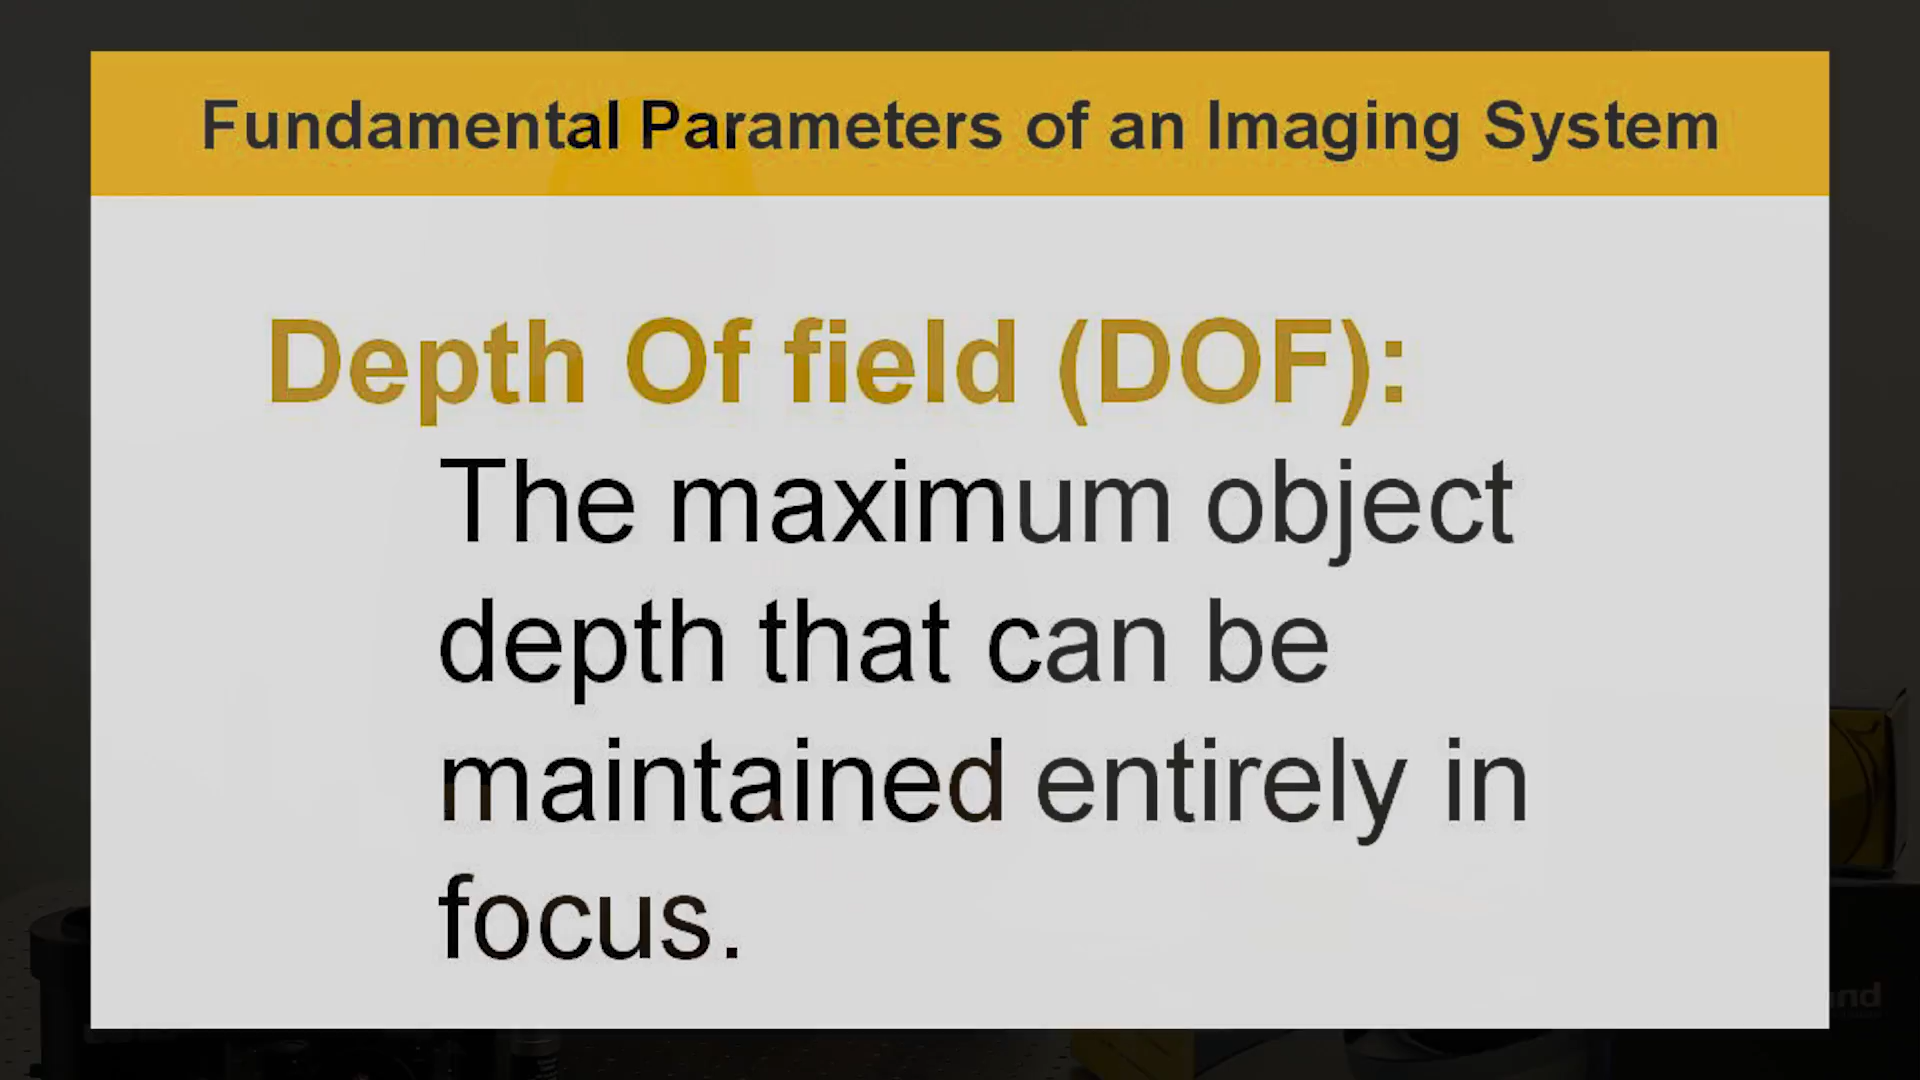 Fundamental Parameters of an Imaging System
Depth Of field (DOF):
The maximum object
depth that can be
maintained entirely in
focus.
nd